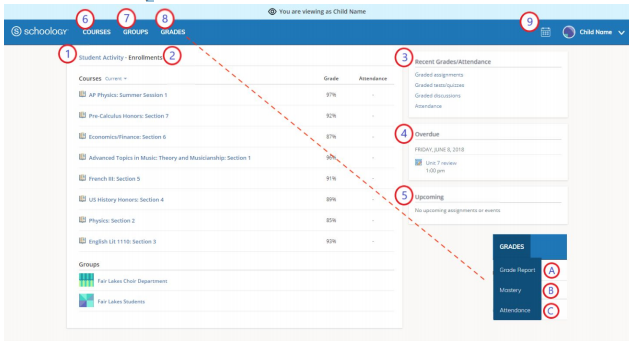 You are viewing as Child Name
6 7 8 9
S schoology COURSES GROUPS GRADES Child Name
1 Student Activity - Enrollments 2
Courses Current Grade Attendance
AP Physics: Summer Session 1 97% -
Pre-Calculus Honors: Section 7 92% -
Economics/Finance: Section 6 87% -
Advanced Topics in Music: Theory and Musicianship: Section 1 96% -
French III: Section 5 91% -
US History Honors: Section 4 89% -
Physics: Section 2 85% -
English Lit 1110: Section 3 93% -
Groups
Fair Lakes Choir Department
Fair Lakes Students
3 Recent Grades/Attendance
Graded assignments
Graded tests/quizzes
Graded discussions
Attendance
4 Overdue
FRIDAY, JUNE 8, 2018
Unit 7 review
1:00 pm
5 Upcoming
No upcoming assignments or events
GRADES
Grade Report A
Mastery B
Attendance C